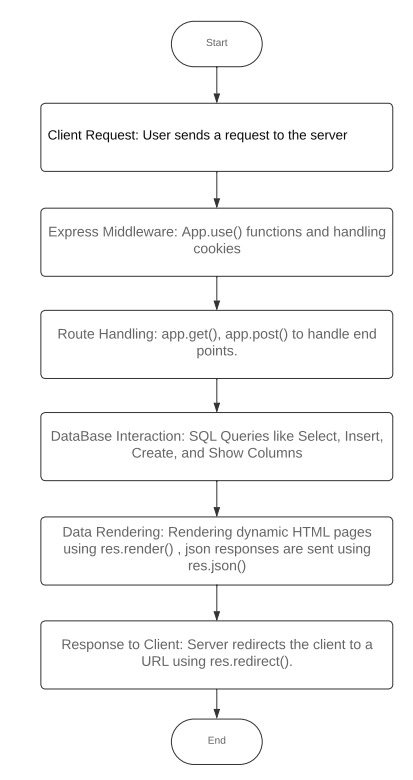 Start
Client Request: User sends a request to the server
Express Middleware: App.use() functions and handling
cookies
Route Handling: app.get(), app.post() to handle end
points.
DataBase Interaction: SQL Queries like Select, Insert,
Create, and Show Columns
Data Rendering: Rendering dynamic HTML pages
using res.render() , json responses are sent using
res.json()
Response to Client: Server redirects the client to a
URL using res.redirect().
End